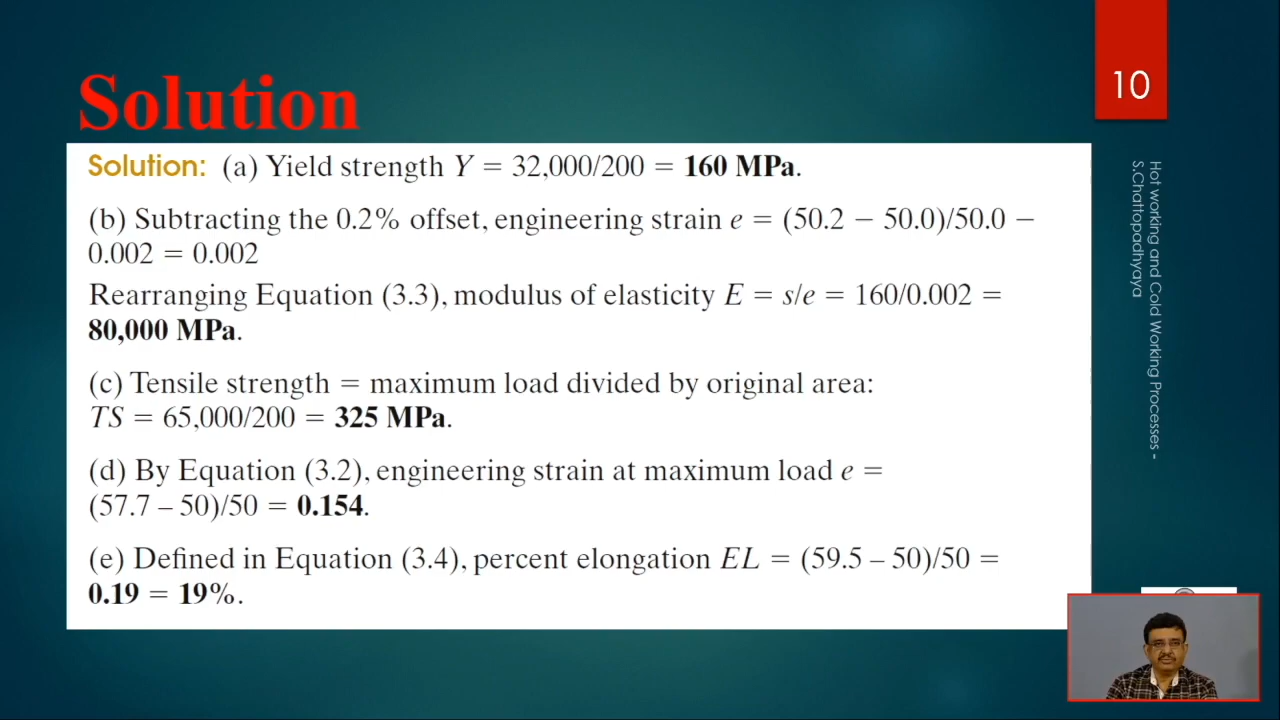 Solution
10
Solution: (a) Yield strength Y = 32,000/200 = 160 MPa.
(b) Subtracting the 0.2% offset, engineering strain e = (50.2 − 50.0)/50.0 −
0.002 = 0.002
Rearranging Equation (3.3), modulus of elasticity E = s/e = 160/0.002 =
80,000 MPa.
(c) Tensile strength = maximum load divided by original area:
TS = 65,000/200 = 325 MPa.
(d) By Equation (3.2), engineering strain at maximum load e =
(57.7 – 50)/50 = 0.154.
(e) Defined in Equation (3.4), percent elongation EL = (59.5 – 50)/50 =
0.19 = 19%.
Hot working and Cold Working Processes -
S.Chattopadhyaya